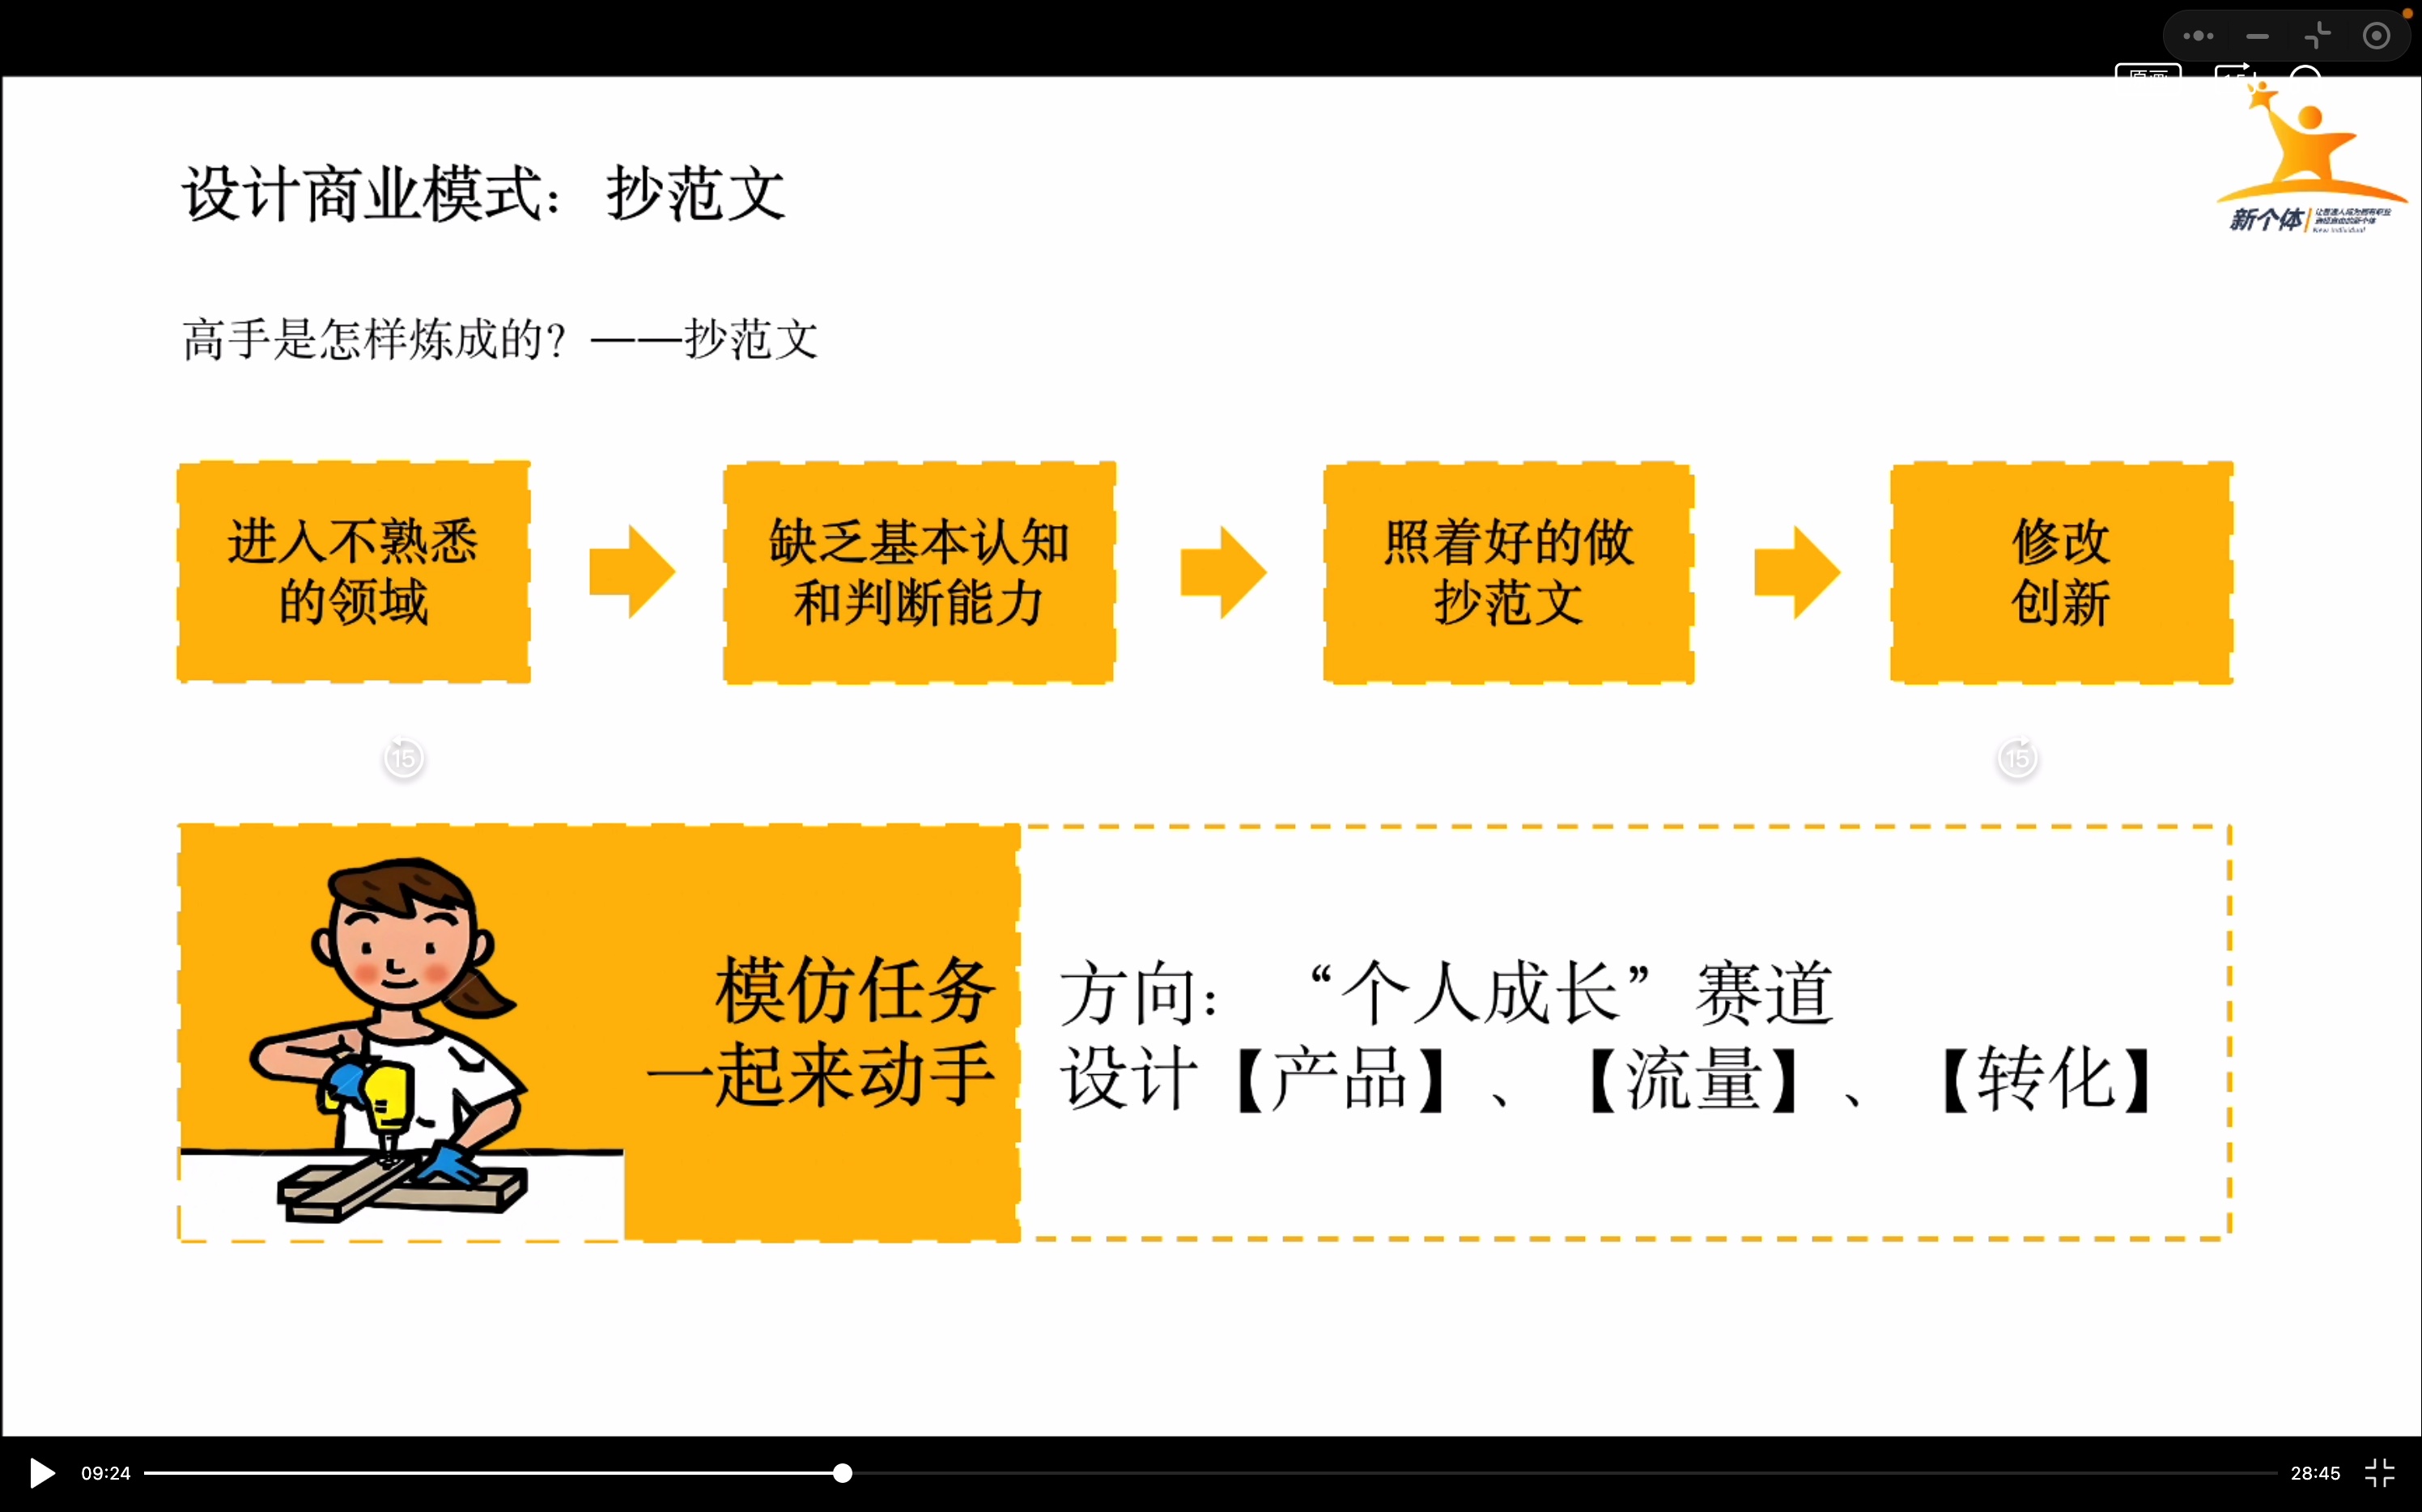 原画
设计商业模式： 抄范文
新个体
New Individual
高手是怎样炼成的？——抄范文
进入不熟悉
的领域
缺乏基本认知
和判断能力
照着好的做
抄范文
修改
创新
15
15
模仿任务
一起来动手
方向： “个人成长”赛道
设计【产品】、【流量】、【转化】
09:24
28:45